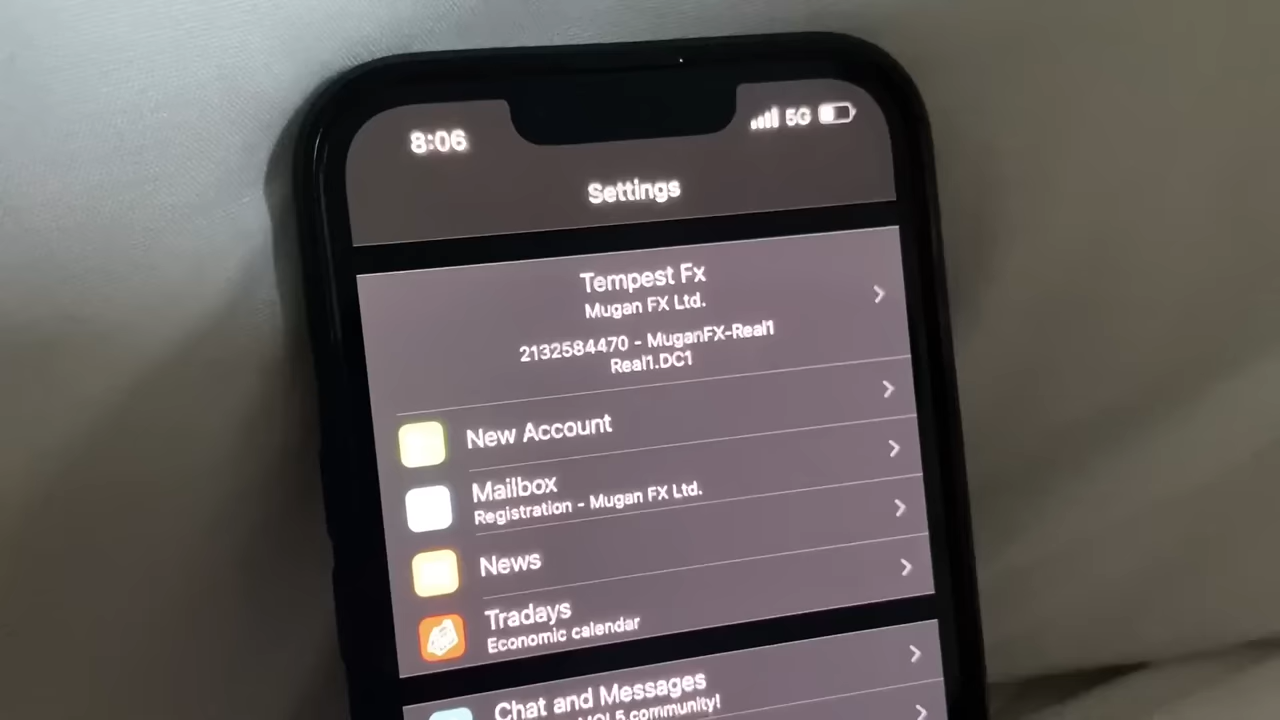 8:06
5G
Settings
Tempest Fx
Mugan FX Ltd.
2132584470 - MuganFX-Real1
Real1.DC1
New Account
Mailbox
Registration - Mugan FX Ltd.
News
Tradays
Economic calendar
Chat and Messages
MQL5 community!